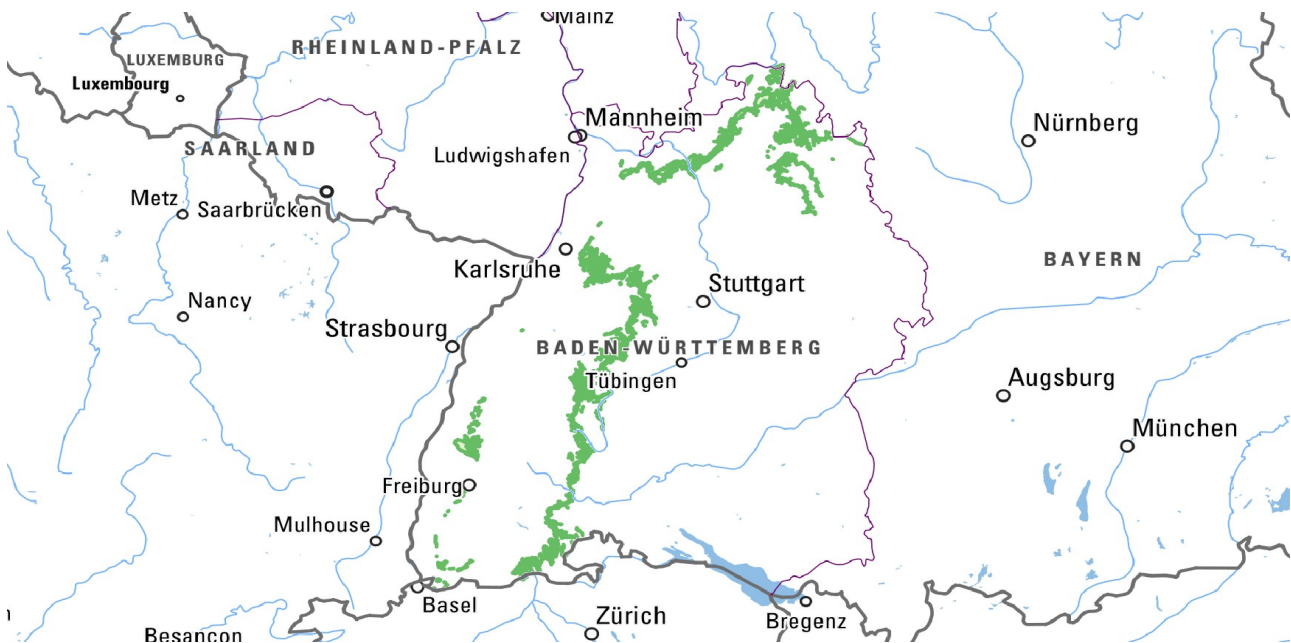 Mainz
RHEINLAND-PFALZ
LUXEMBURG
Luxembourg
Mannheim
Nürnberg
SAARLAND
Ludwigshafen
Metz
Saarbrücken
Karlsruhe
BAYERN
Stuttgart
Nancy
Strasbourg
BADEN-WÜRTTEMBERG
Tübingen
Augsburg
München
Freiburg
Mulhouse
Basel
Zürich
Bregenz
Besancon